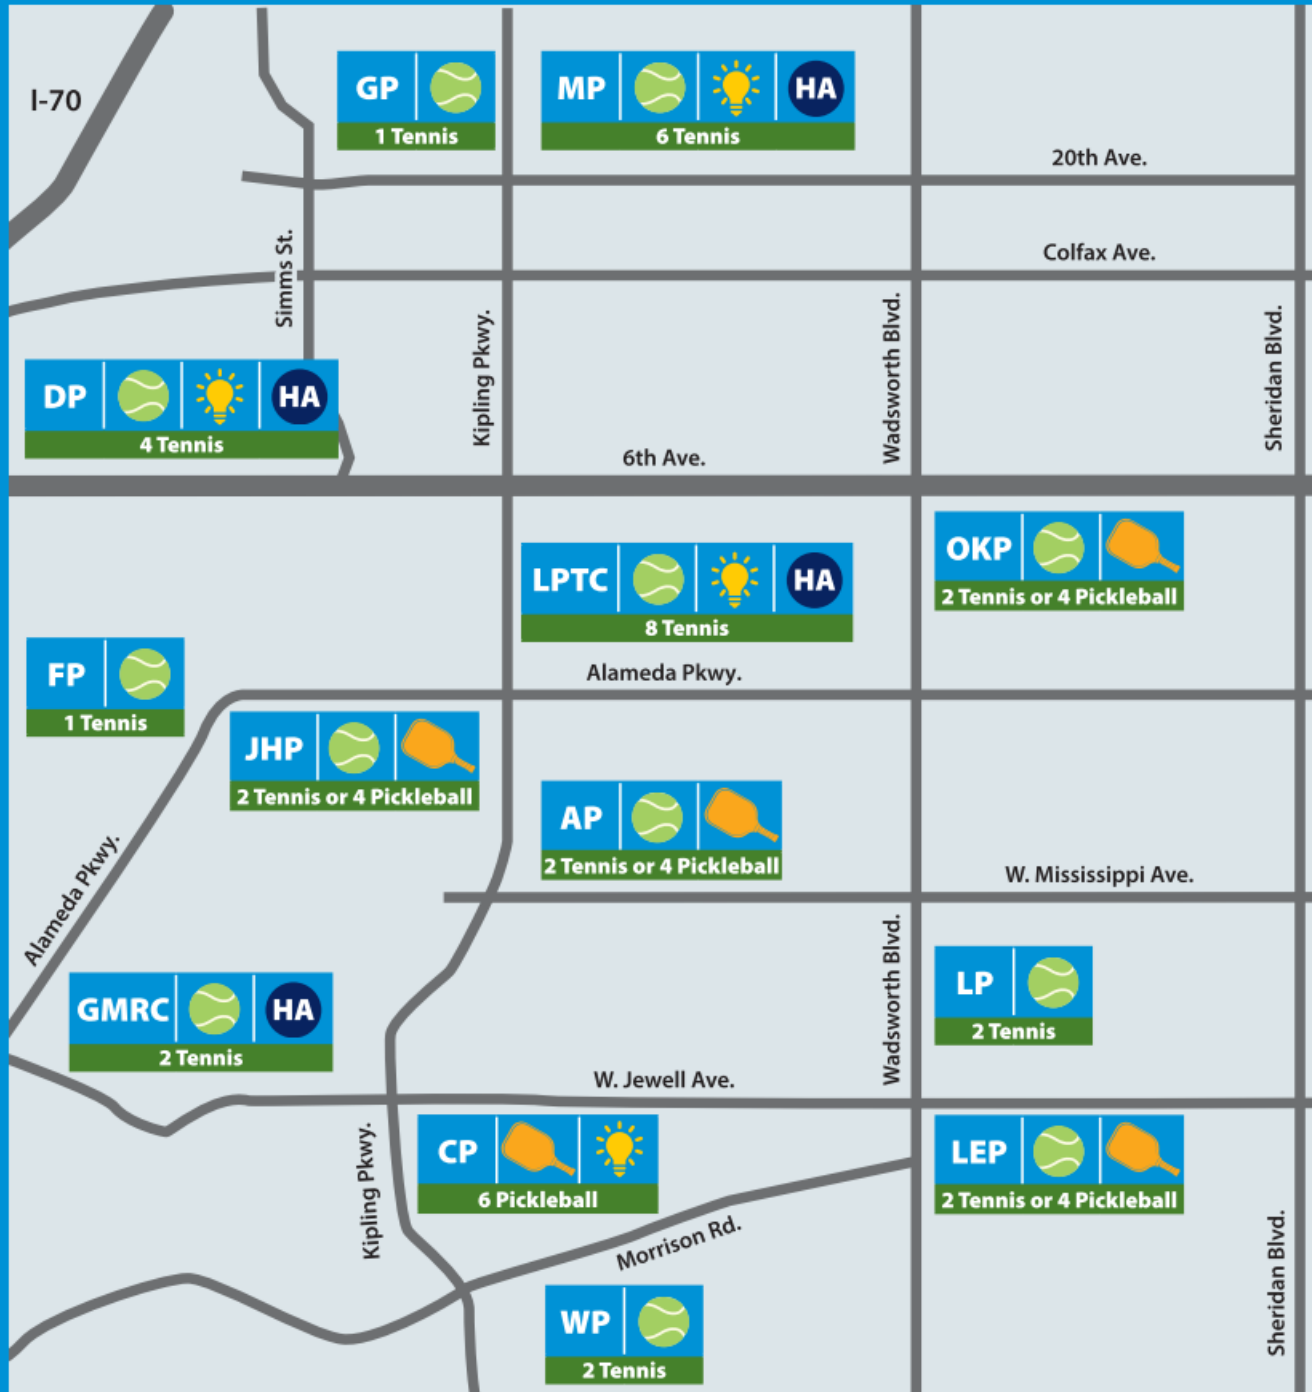 I-70
GP
1 Tennis
MP
HA
6 Tennis
20th Ave.
Colfax Ave.
Simms St.
Kipling Pkwy.
Wadsworth Blvd.
Sheridan Blvd.
DP
HA
4 Tennis
6th Ave.
OKP
2 Tennis or 4 Pickleball
LPTC
HA
8 Tennis
FP
1 Tennis
Alameda Pkwy.
JHP
2 Tennis or 4 Pickleball
AP
2 Tennis or 4 Pickleball
Alameda Pkwy.
W. Mississippi Ave.
Wadsworth Blvd.
LP
2 Tennis
GMRC
HA
2 Tennis
W. Jewell Ave.
Kipling Pkwy.
CP
6 Pickleball
LEP
2 Tennis or 4 Pickleball
Morrison Rd.
Sheridan Blvd.
WP
2 Tennis